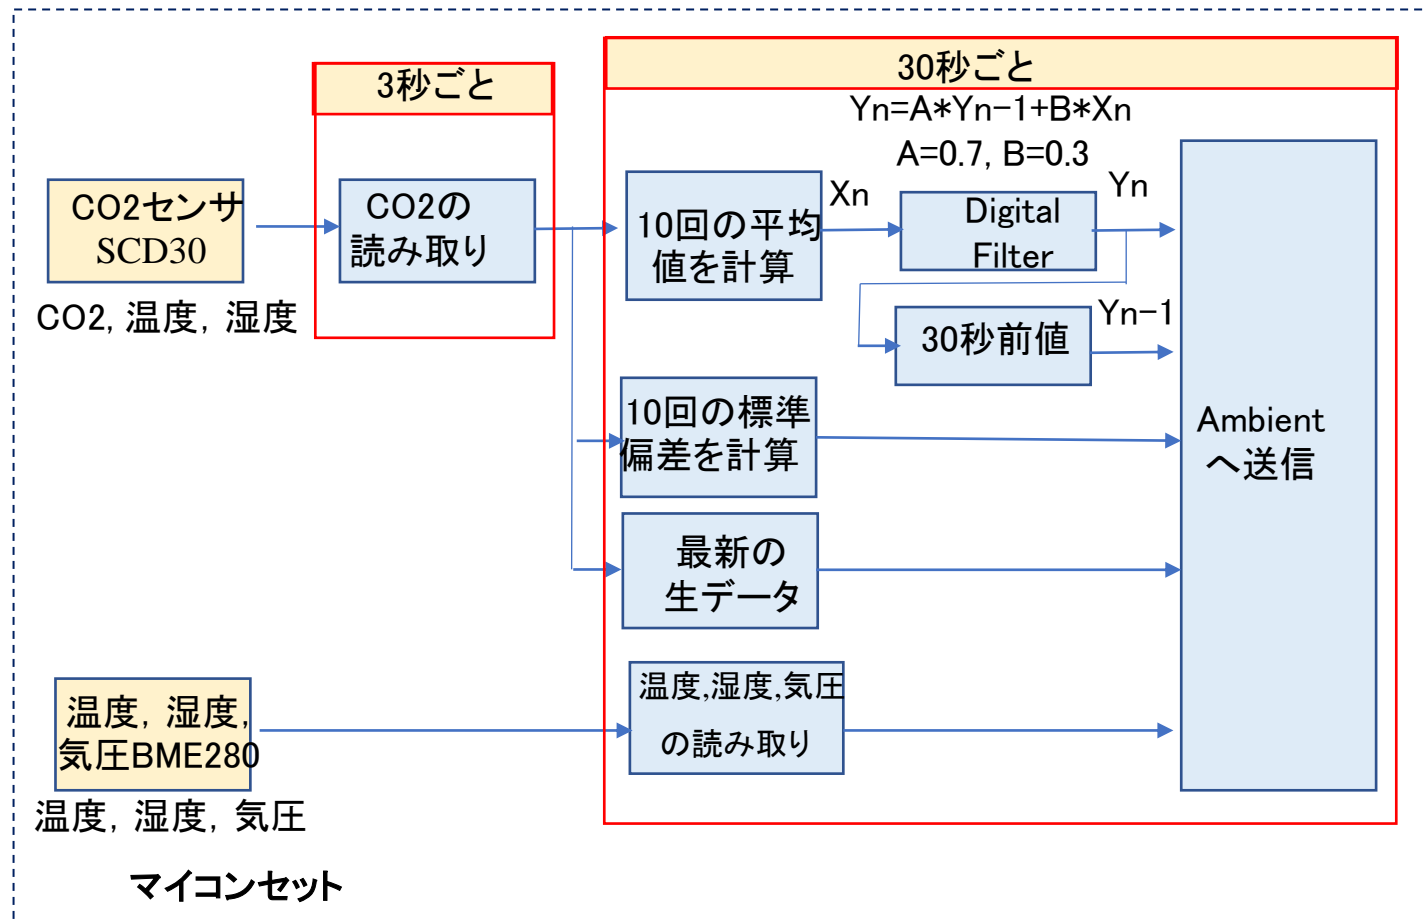 3秒ごと
30秒ごと
Yn=A*Yn-1+B*Xn
A=0.7, B=0.3
CO2センサ
SCD30
CO2, 温度, 湿度
CO2の
読み取り
10回の平均
値を計算
Xn
Digital
Filter
Yn
30秒前値
Yn-1
10回の標準
偏差を計算
最新の
生データ
Ambient
へ送信
温度, 湿度,
気圧BME280
温度, 湿度, 気圧
温度,湿度,気圧
の読み取り
マイコンセット